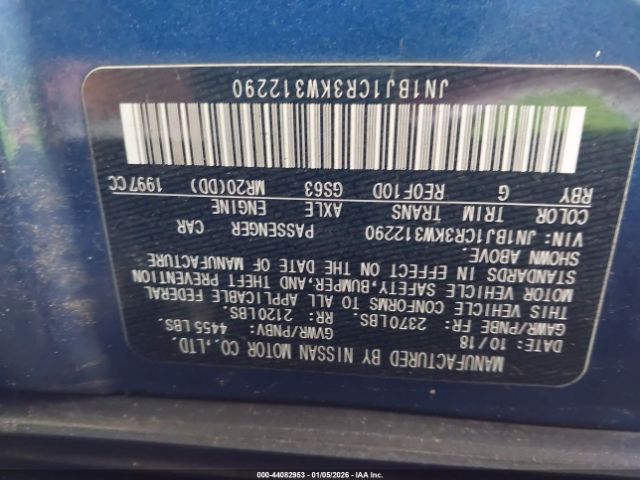 MANUFACTURED BY NISSAN MOTOR CO.,LTD.
DATE: 10/18 GVWR/PNBV: 4455 LBS.
GAWR/PNBE FR: 2370LBS. RR: 2120LBS.
THIS VEHICLE CONFORMS TO ALL APPLICABLE FEDERAL
MOTOR VEHICLE SAFETY,BUMPER,AND THEFT PREVENTION
STANDARDS IN EFFECT ON THE DATE OF MANUFACTURE
SHOWN ABOVE.
VIN: JN1BJ1CR3KW312290 PASSENGER CAR
COLOR TRIM TRANS AXLE ENGINE
RBY G RE0F10D GS63 MR20(DD) 1997CC
JN1BJ1CR3KW312290
000-44082953 - 01/05/2026 - IAA Inc.